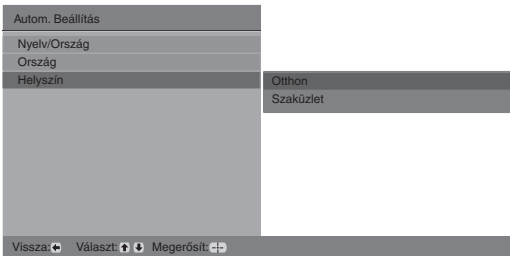 Autom. Beállítás
Nyelv/Ország
Ország
Helyszín
Otthon
Szaküzlet
Vissza: Választ: Megerősít: